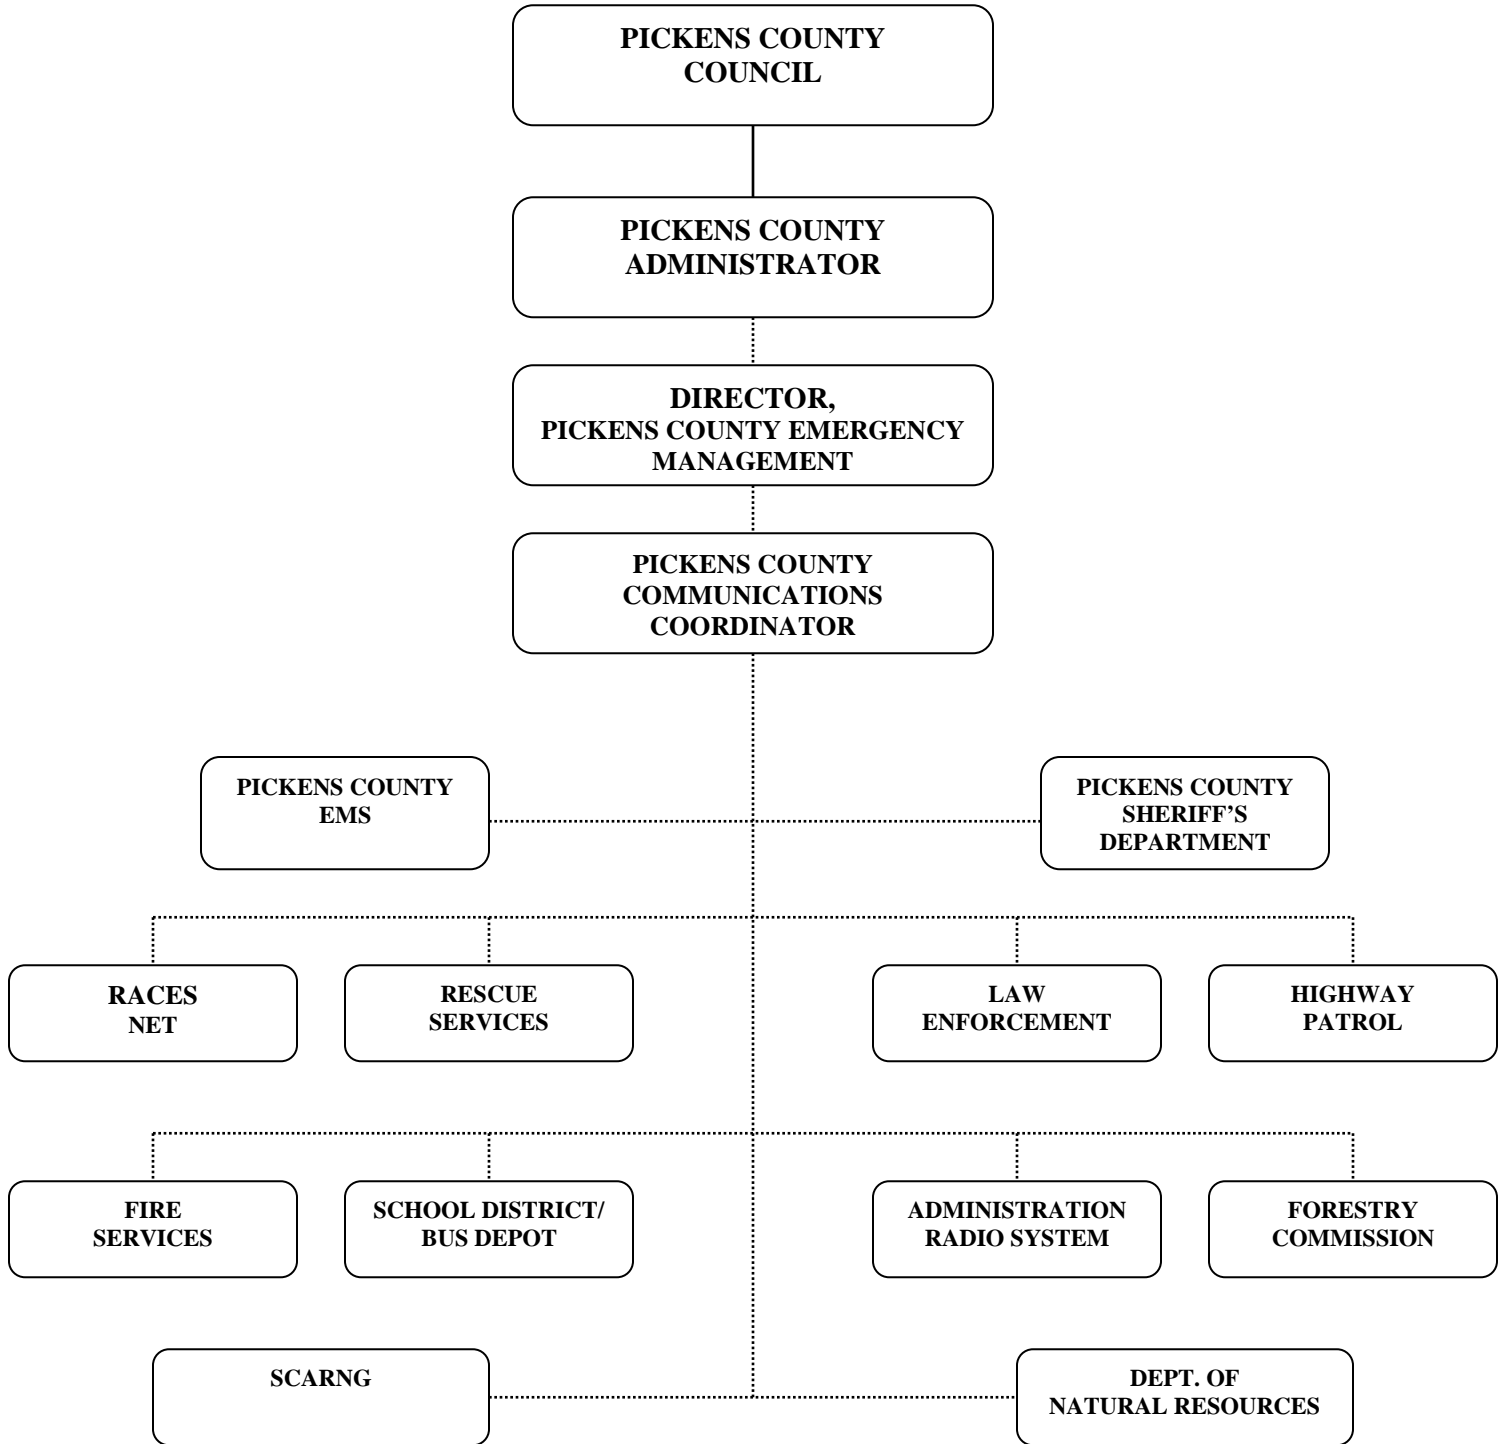 PICKENS COUNTY
COUNCIL
PICKENS COUNTY
ADMINISTRATOR
DIRECTOR,
PICKENS COUNTY EMERGENCY
MANAGEMENT
PICKENS COUNTY
COMMUNICATIONS
COORDINATOR
PICKENS COUNTY
EMS
PICKENS COUNTY
SHERIFF’S
DEPARTMENT
RACES
NET
RESCUE
SERVICES
LAW
ENFORCEMENT
HIGHWAY
PATROL
FIRE
SERVICES
SCHOOL DISTRICT/
BUS DEPOT
ADMINISTRATION
RADIO SYSTEM
FORESTRY
COMMISSION
SCARNG
DEPT. OF
NATURAL RESOURCES